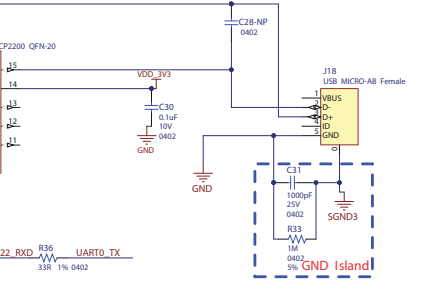 C28-NP
0402
CP2200 QFN-20
15
14
13
12
11
VDD_3V3
C30
0.1uF
10V
0402
GND
J18
USB MICRO-AB Female
1 VBUS
2 D-
3 D+
4 ID
5 GND
0
GND
C31
1000pF
25V
0402
SGND3
R33
1M
0402
5%
GND Island
22_RXD R36 UART0_TX
33R 1% 0402